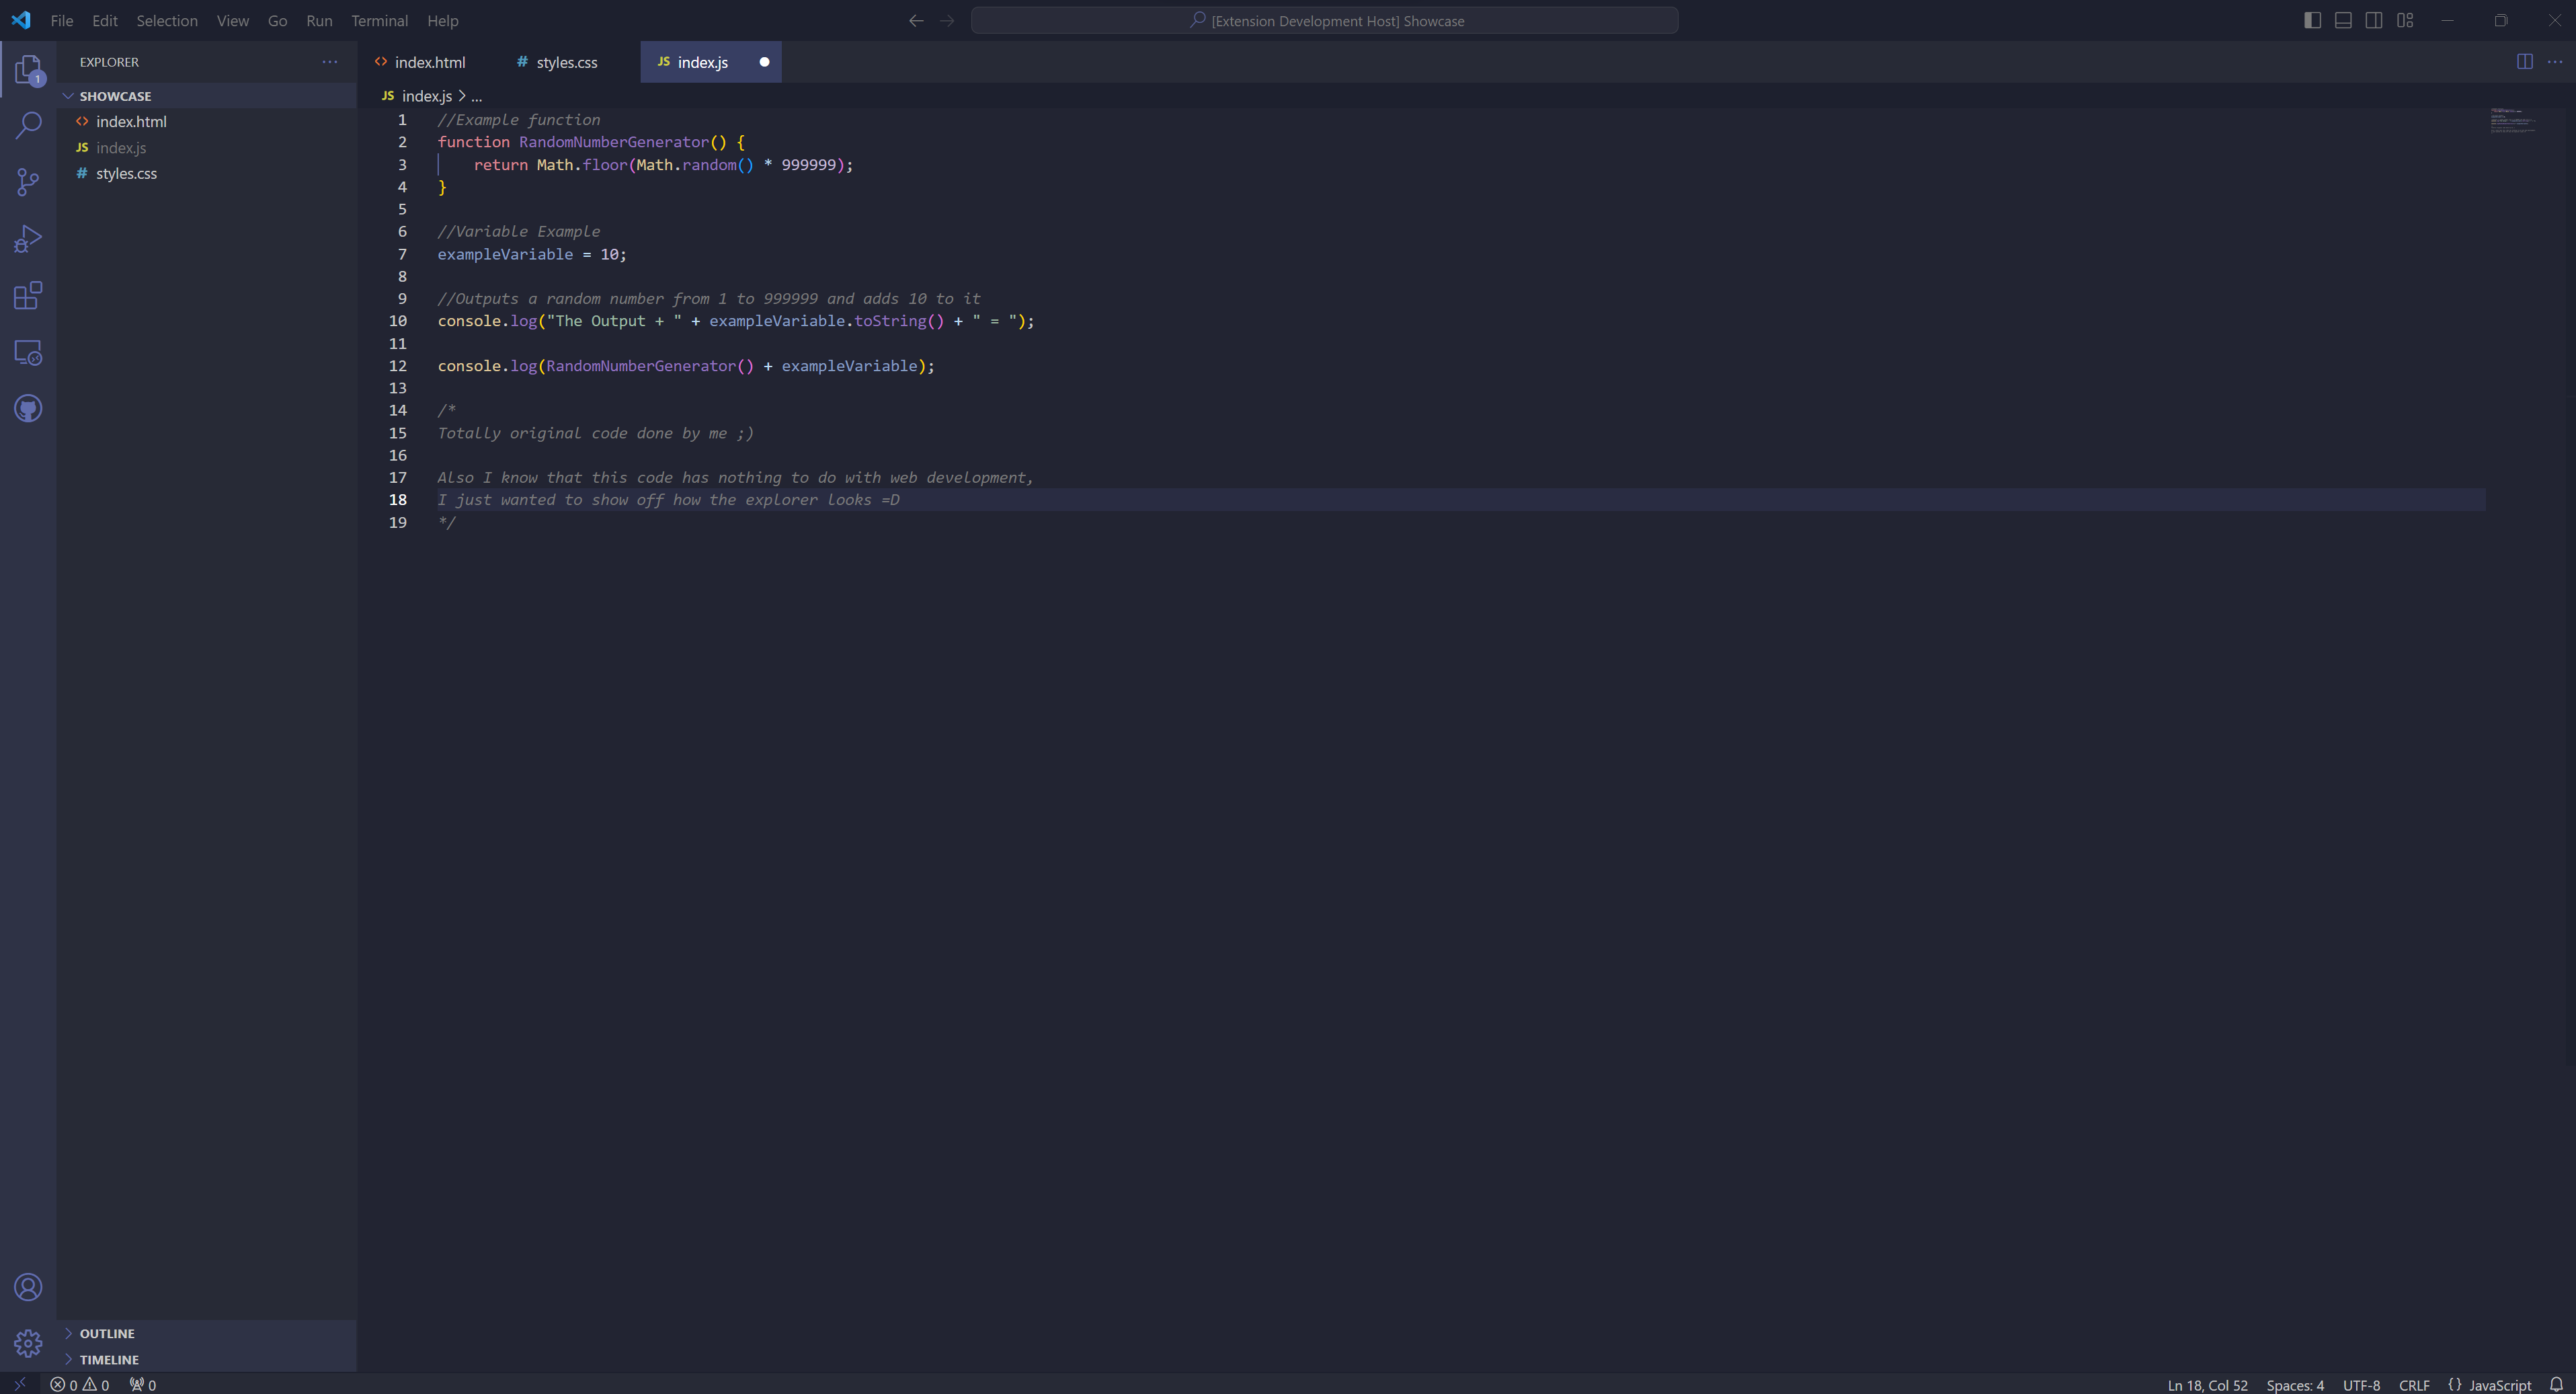 File Edit Selection View Go Run Terminal Help
[Extension Development Host] Showcase
1
EXPLORER
SHOWCASE
index.html
JS index.js
# styles.css
OUTLINE
TIMELINE
index.html # styles.css JS index.js
JS index.js > ...
1 //Example function
2 function RandomNumberGenerator() {
3     return Math.floor(Math.random() * 999999);
4 }
5
6 //Variable Example
7 exampleVariable = 10;
8
9 //Outputs a random number from 1 to 999999 and adds 10 to it
10 console.log("The Output + " + exampleVariable.toString() + " = ");
11
12 console.log(RandomNumberGenerator() + exampleVariable);
13
14 /*
15 Totally original code done by me ;)
16
17 Also I know that this code has nothing to do with web development,
18 I just wanted to show off how the explorer looks =D
19 */
0 0 0 Ln 18, Col 52 Spaces: 4 UTF-8 CRLF {} JavaScript